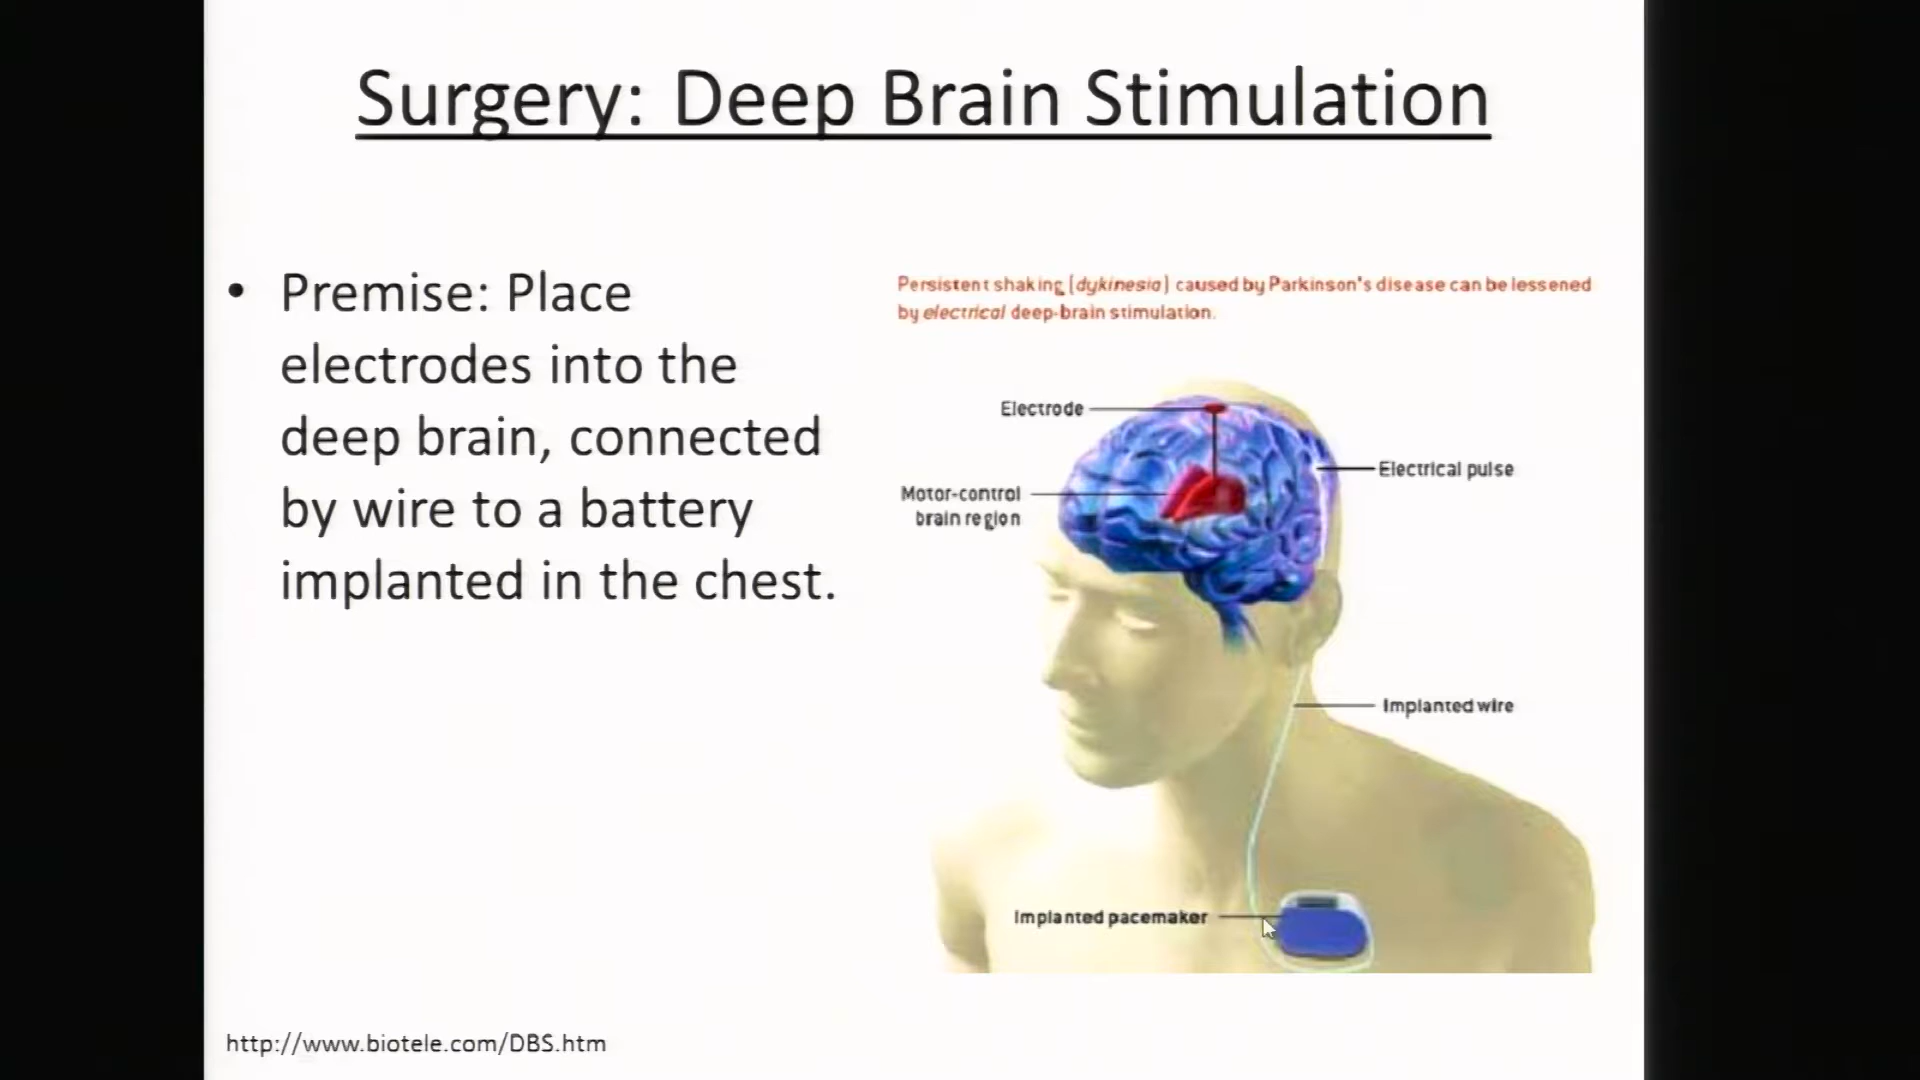 Surgery: Deep Brain Stimulation
• Premise: Place
electrodes into the
deep brain, connected
by wire to a battery
implanted in the chest.
Persistent shaking (dykinesia) caused by Parkinson's disease can be lessened
by electrical deep-brain stimulation.
Electrode
Electrical pulse
Motor-control
brain region
Implanted wire
Implanted pacemaker
http://www.biotele.com/DBS.htm